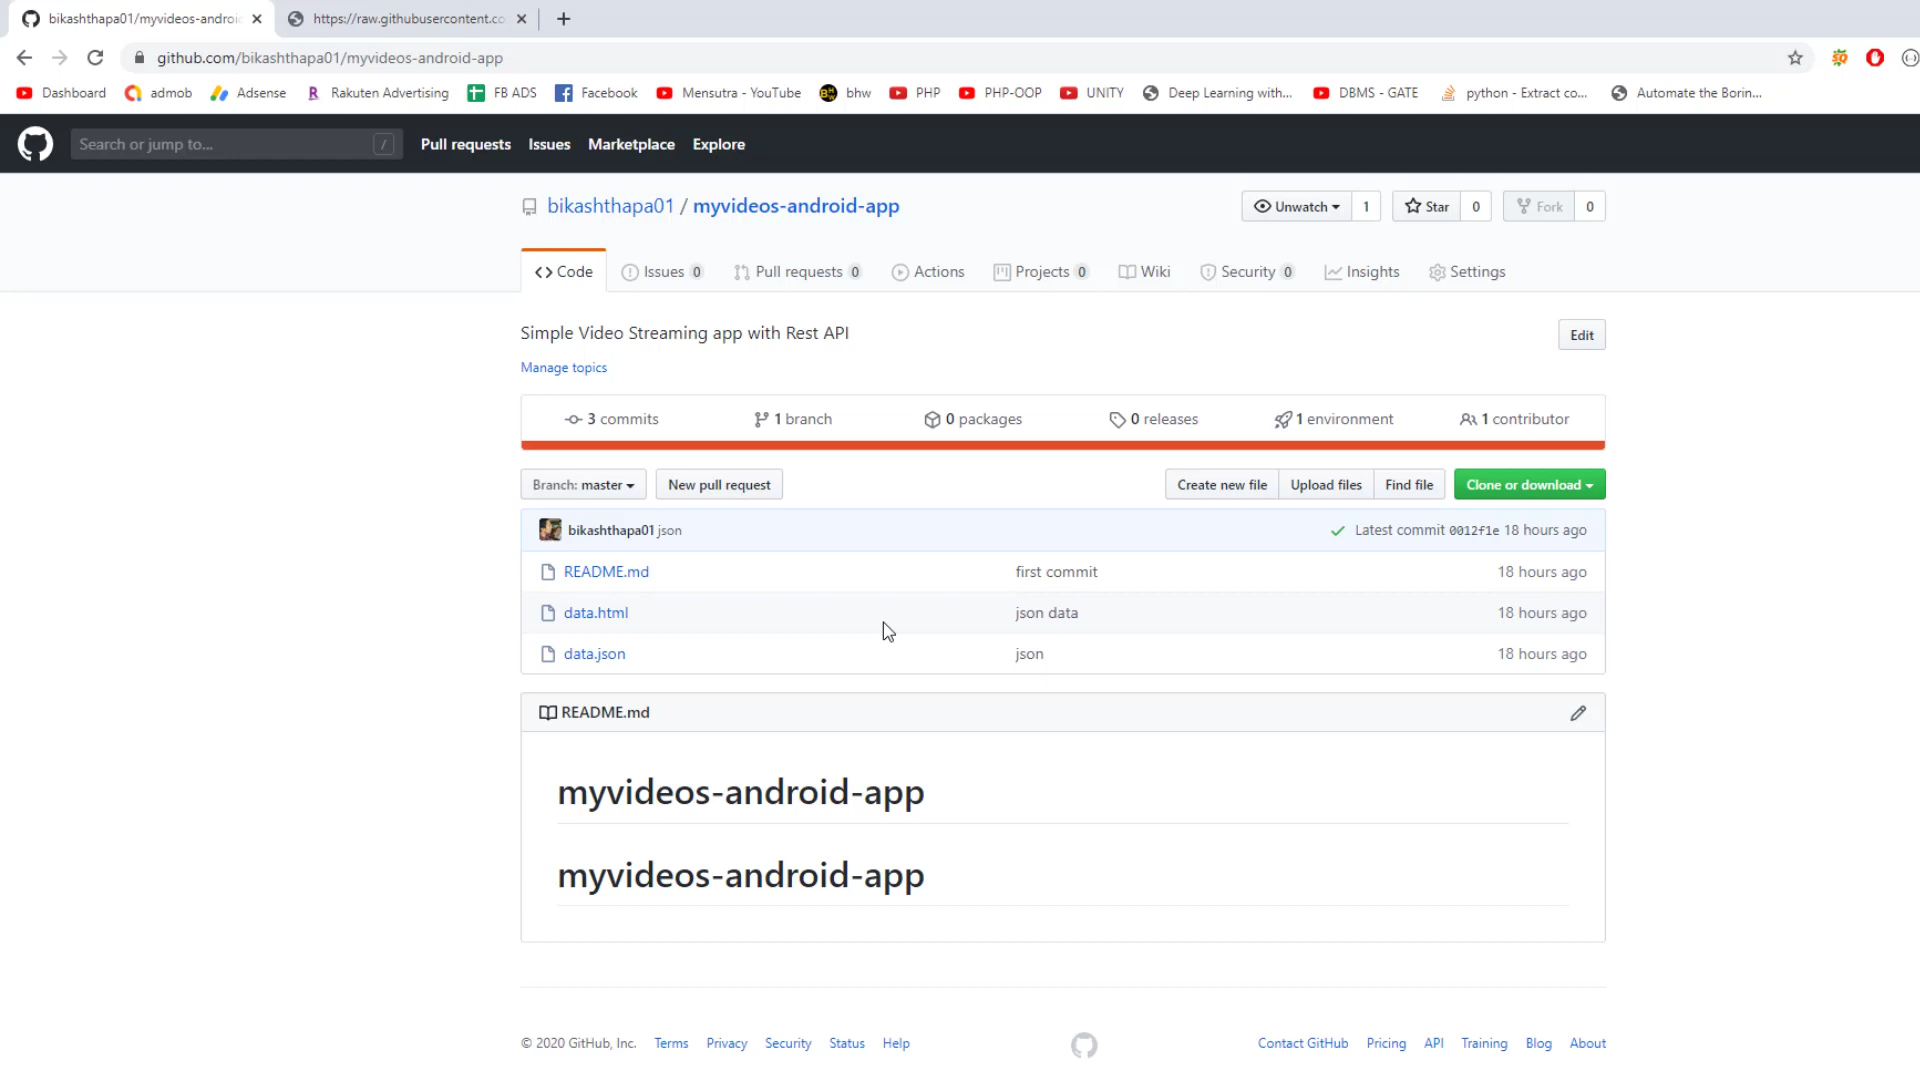 bikashthapa01/myvideos-android
https://raw.githubusercontent.co
github.com/bikashthapa01/myvideos-android-app
Dashboard admob Adsense Rakuten Advertising FB ADS Facebook Mensutra - YouTube bhw PHP PHP-OOP UNITY Deep Learning with... DBMS - GATE python - Extract co... Automate the Borin...
Search or jump to... / Pull requests Issues Marketplace Explore
bikashthapa01 / myvideos-android-app Unwatch 1 Star 0 Fork 0
Code Issues 0 Pull requests 0 Actions Projects 0 Wiki Security 0 Insights Settings
Simple Video Streaming app with Rest API Edit
Manage topics
3 commits 1 branch 0 packages 0 releases 1 environment 1 contributor
Branch: master New pull request Create new file Upload files Find file Clone or download
bikashthapa01 json Latest commit 0012f1e 18 hours ago
README.md first commit 18 hours ago
data.html json data 18 hours ago
data.json json 18 hours ago
README.md
myvideos-android-app
myvideos-android-app
© 2020 GitHub, Inc. Terms Privacy Security Status Help Contact GitHub Pricing API Training Blog About